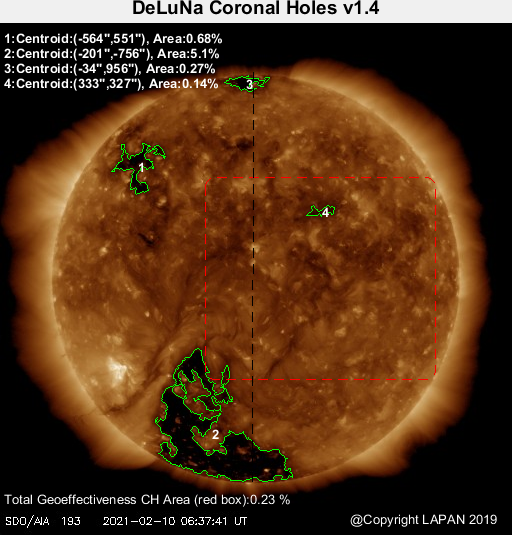 DeLuNa Coronal Holes v1.4
1:Centroid:(-564",551"), Area:0.68%
2:Centroid:(-201",-756"), Area:5.1%
3:Centroid:(-34",956"), Area:0.27%
4:Centroid:(333",327"), Area:0.14%
3
1
4
2
Total Geoeffectiveness CH Area (red box):0.23 %
SDO/AIA 193 2021-02-10 06:37:41 UT
@Copyright LAPAN 2019